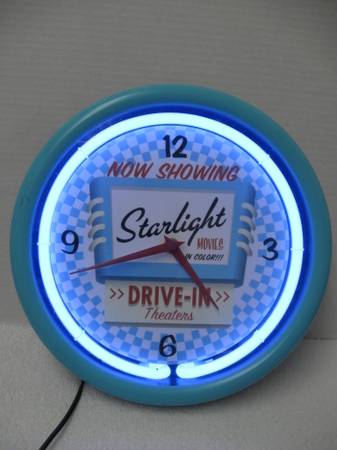 12
NOW SHOWING
Starlight
MOVIES
IN COLOR!!!
9
3
>> DRIVE-IN >>
Theaters
6